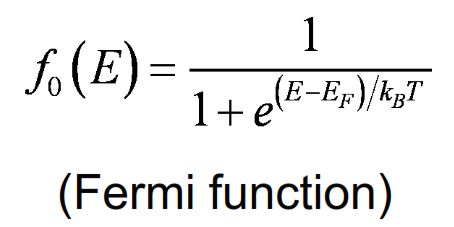 f₀(E) = 1 / (1 + e^((E−E_F)/k_BT))
(Fermi function)